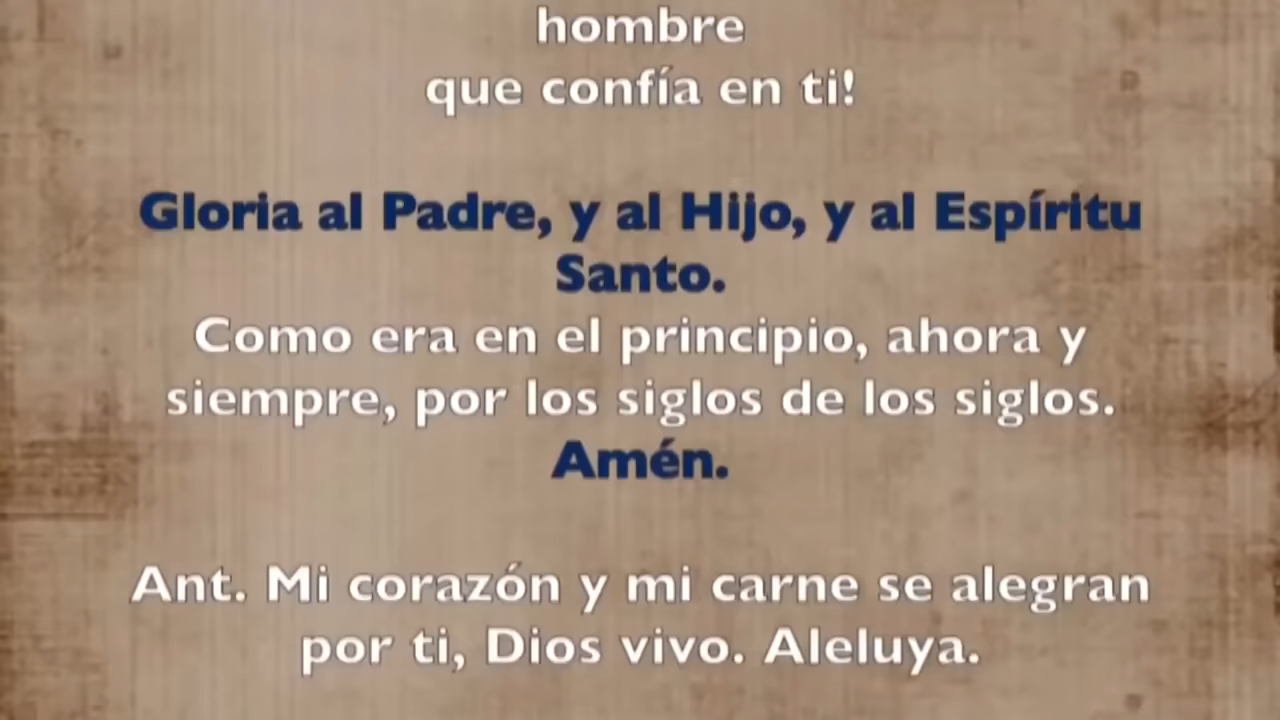 hombre
que confía en ti!
Gloria al Padre, y al Hijo, y al Espíritu
Santo.
Como era en el principio, ahora y
siempre, por los siglos de los siglos.
Amén.
Ant. Mi corazón y mi carne se alegran
por ti, Dios vivo. Aleluya.